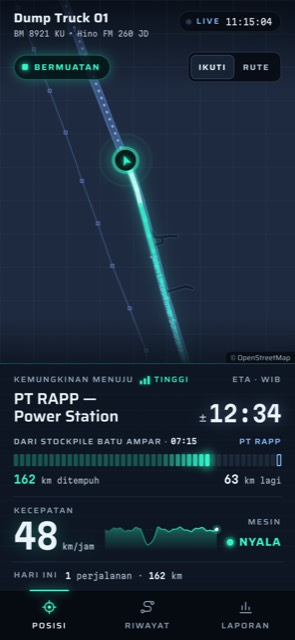 Dump Truck 01
BM 8921 KU • Hino FM 260 JD
LIVE 11:15:04
BERMUATAN
IKUTI RUTE
© OpenStreetMap
KEMUNGKINAN MENUJU TINGGI
ETA · WIB
PT RAPP —
Power Station
±12:34
DARI STOCKPILE BATU AMPAR · 07:15
PT RAPP
162 km ditempuh
63 km lagi
KECEPATAN
48 km/jam
MESIN
NYALA
HARI INI 1 perjalanan · 162 km
POSISI RIWAYAT LAPORAN